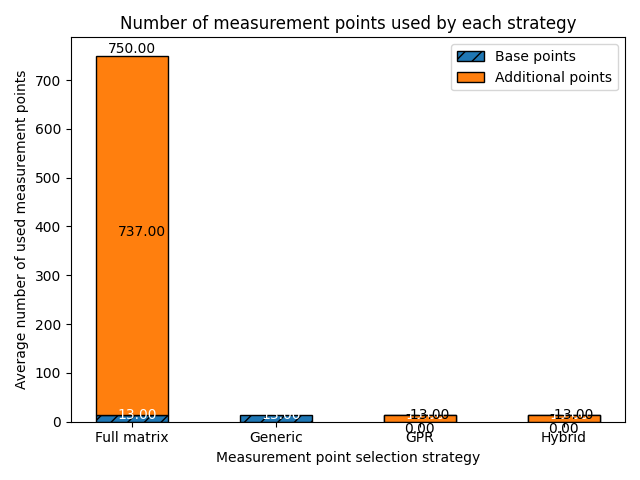 Number of measurement points used by each strategy
Average number of used measurement points
700
600
500
400
300
200
100
0
Base points
Additional points
750.00
737.00
13.00
13.00
-13.00
0.00
-13.00
0.00
Full matrix
Generic
GPR
Hybrid
Measurement point selection strategy